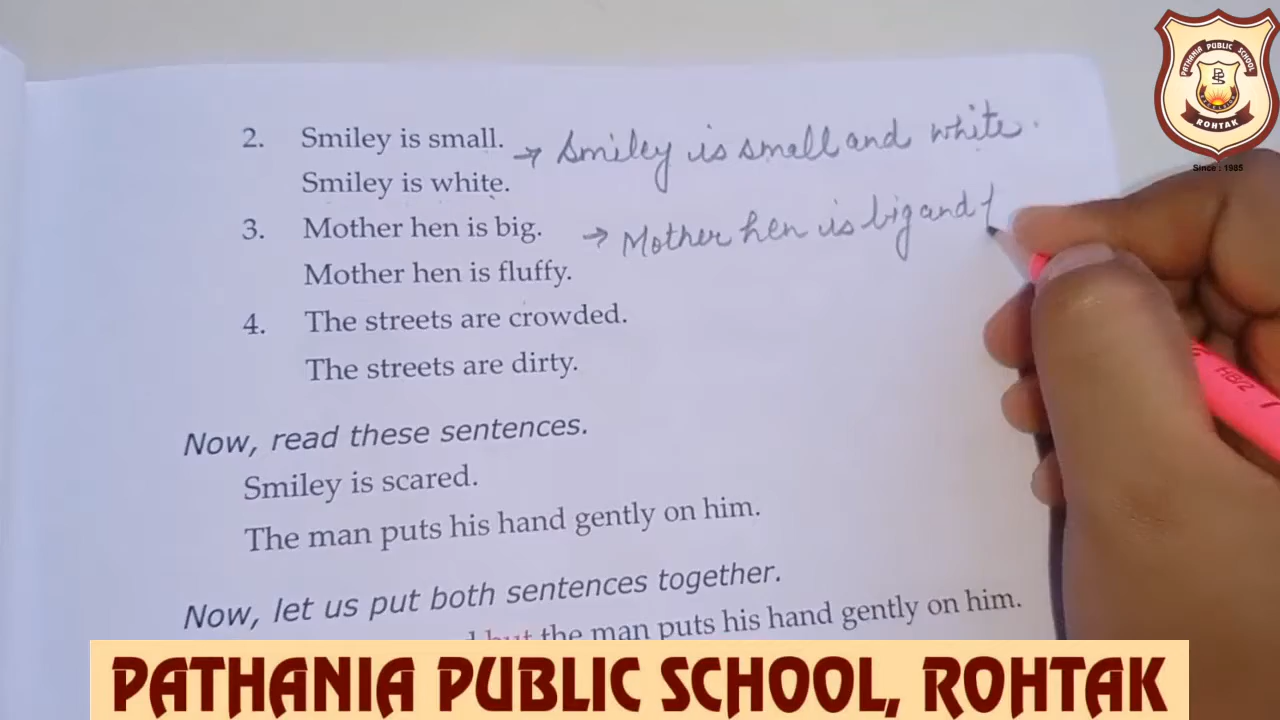 PATHANIA PUBLIC SCHOOL
ROHTAK
Since : 1985
2. Smiley is small. → Smiley is small and white.
Smiley is white.
3. Mother hen is big. → Mother hen is big and f
Mother hen is fluffy.
4. The streets are crowded.
The streets are dirty.
Now, read these sentences.
Smiley is scared.
The man puts his hand gently on him.
Now, let us put both sentences together.
but the man puts his hand gently on him.
HB/2
PATHANIA PUBLIC SCHOOL, ROHTAK